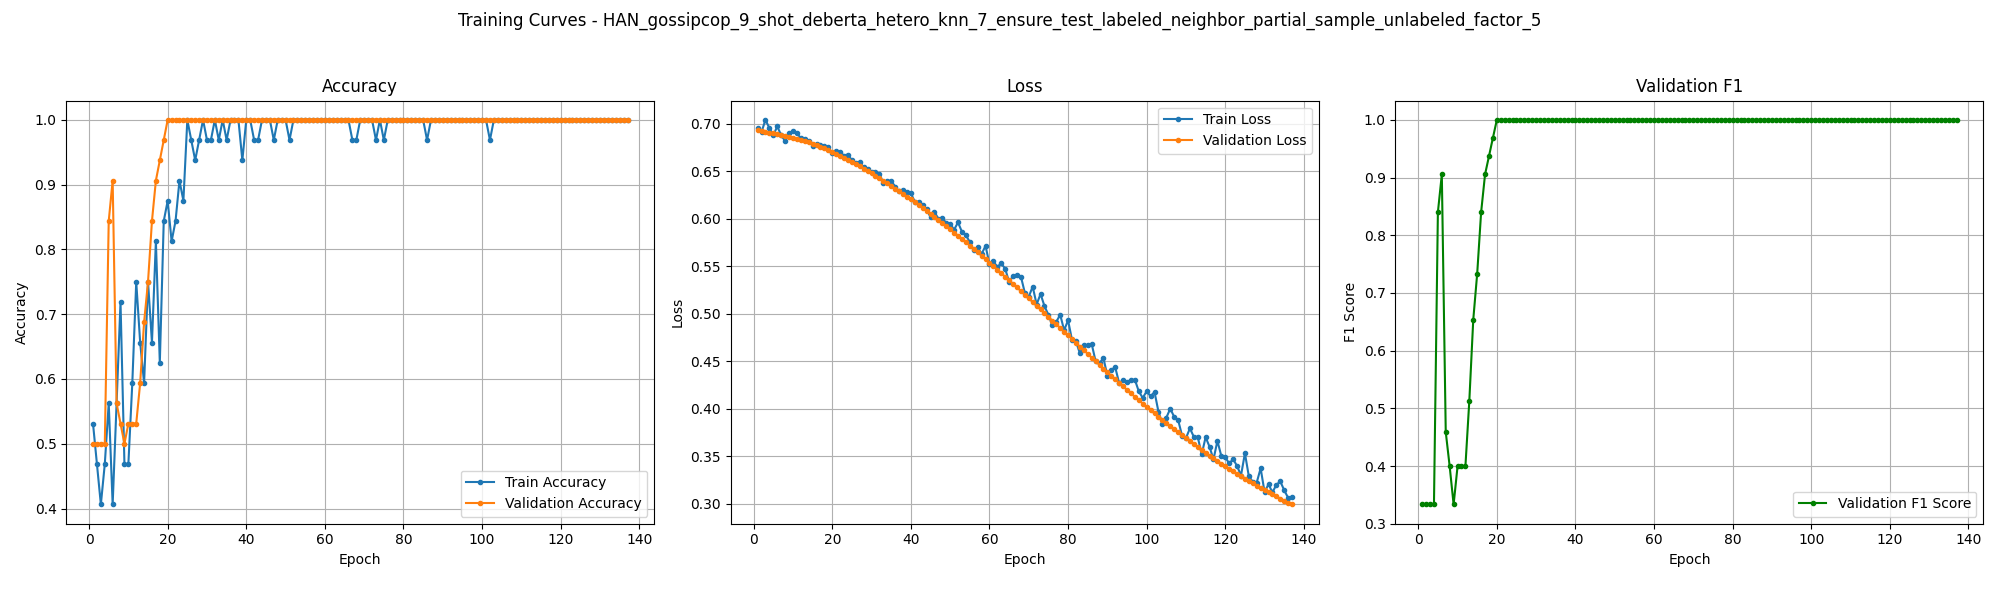 Training Curves - HAN_gossipcop_9_shot_deberta_hetero_knn_7_ensure_test_labeled_neighbor_partial_sample_unlabeled_factor_5
Accuracy
1.0
0.9
0.8
0.7
0.6
0.5
0.4
Accuracy
0 20 40 60 80 100 120 140
Epoch
Train Accuracy
Validation Accuracy
Loss
0.70
0.65
0.60
0.55
0.50
0.45
0.40
0.35
0.30
Loss
0 20 40 60 80 100 120 140
Epoch
Train Loss
Validation Loss
Validation F1
1.0
0.9
0.8
0.7
0.6
0.5
0.4
0.3
F1 Score
0 20 40 60 80 100 120 140
Epoch
Validation F1 Score